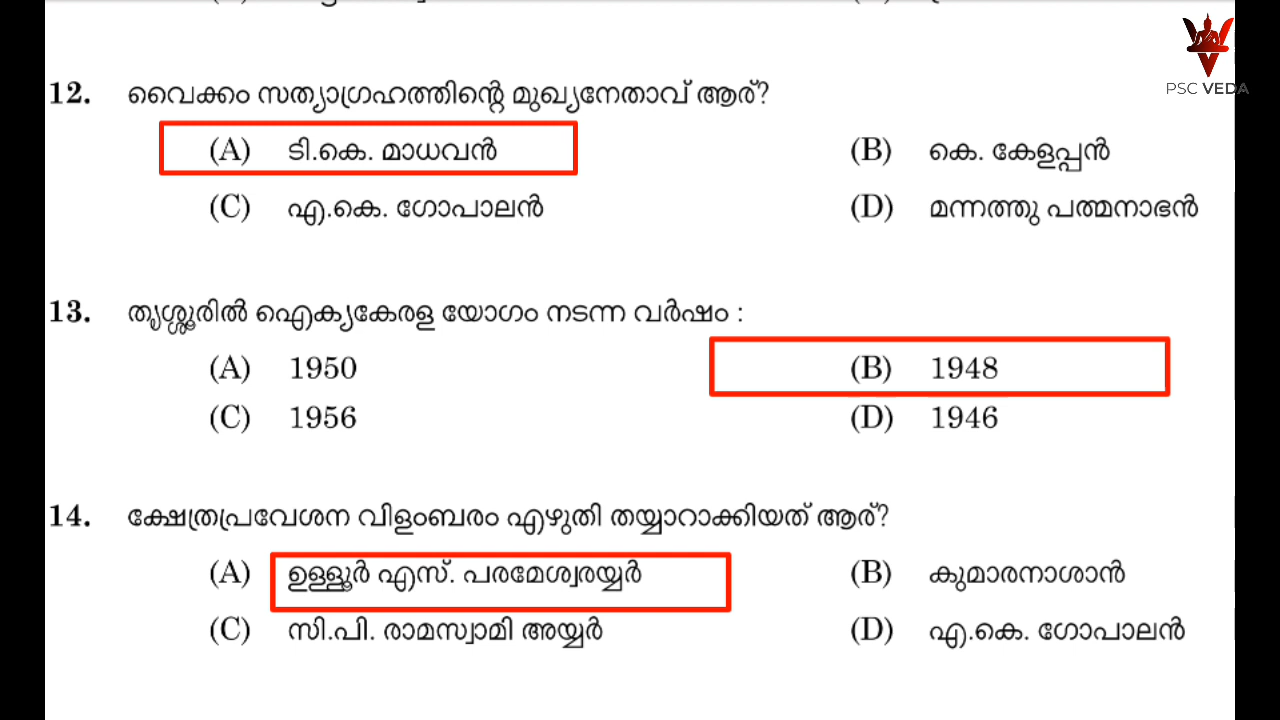 PSC VEDA
12. വൈക്കം സത്യാഗ്രഹത്തിന്റെ മുഖ്യനേതാവ് ആര്?
(A) ടി.കെ. മാധവൻ (B) കെ. കേളപ്പൻ
(C) എ.കെ. ഗോപാലൻ (D) മന്നത്തു പത്മനാഭൻ
13. തൃശ്ശൂരിൽ ഐക്യകേരള യോഗം നടന്ന വർഷം :
(A) 1950 (B) 1948
(C) 1956 (D) 1946
14. ക്ഷേത്രപ്രവേശന വിളംബരം എഴുതി തയ്യാറാക്കിയത് ആര്?
(A) ഉള്ളൂർ എസ്. പരമേശ്വരയ്യർ (B) കുമാരനാശാൻ
(C) സി.പി. രാമസ്വാമി അയ്യർ (D) എ.കെ. ഗോപാലൻ